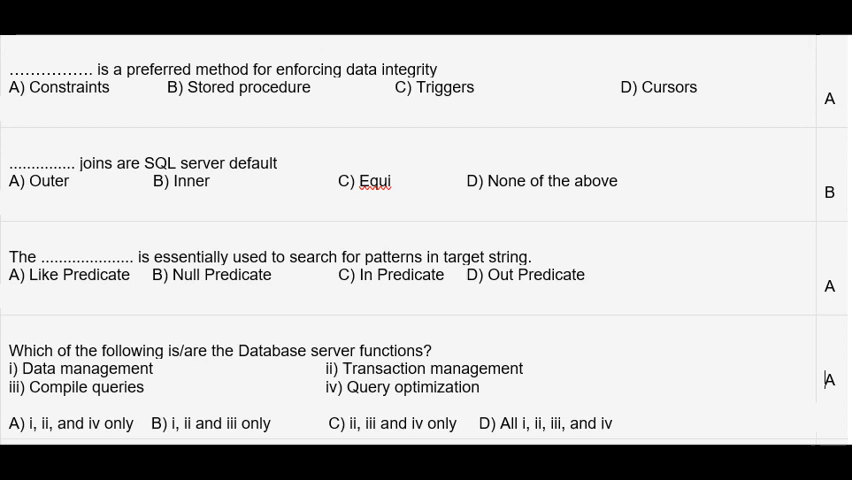 ................ is a preferred method for enforcing data integrity
A) Constraints B) Stored procedure C) Triggers D) Cursors
A
............... joins are SQL server default
A) Outer B) Inner C) Equi D) None of the above
B
The ..................... is essentially used to search for patterns in target string.
A) Like Predicate B) Null Predicate C) In Predicate D) Out Predicate
A
Which of the following is/are the Database server functions?
i) Data management ii) Transaction management
iii) Compile queries iv) Query optimization
A
A) i, ii, and iv only B) i, ii and iii only C) ii, iii and iv only D) All i, ii, iii, and iv